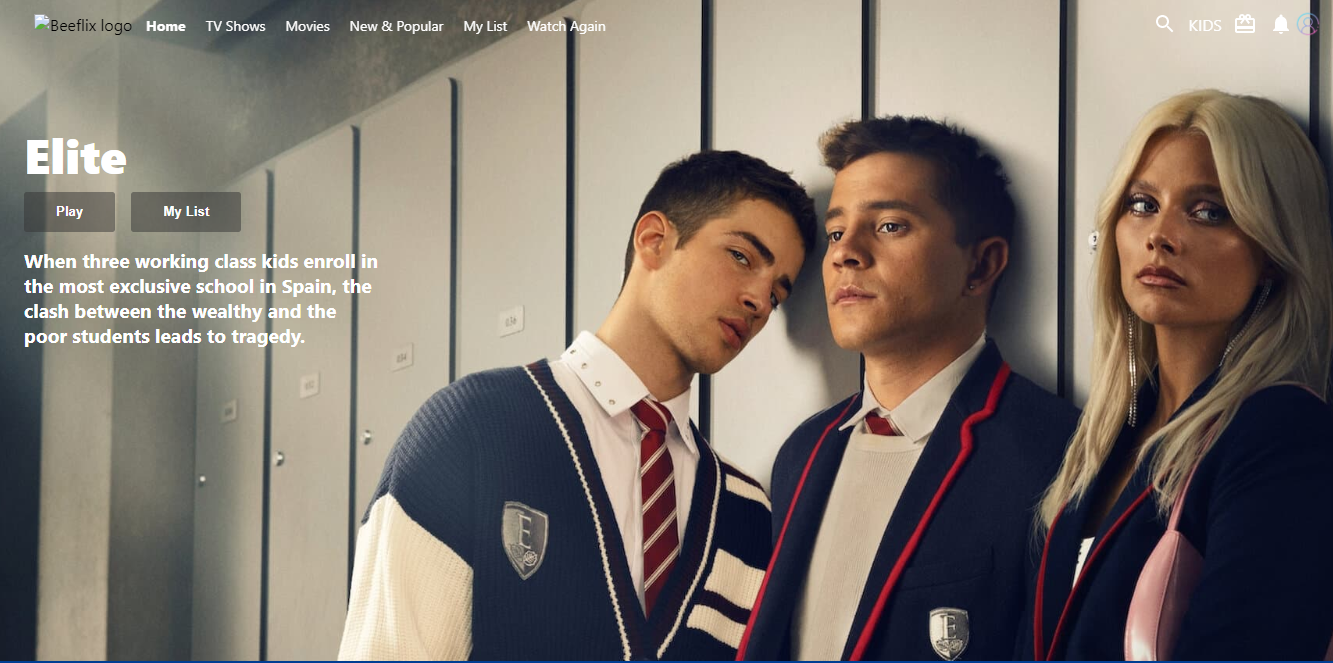 Beeflix logo Home TV Shows Movies New & Popular My List Watch Again KIDS
Elite
Play My List
When three working class kids enroll in
the most exclusive school in Spain, the
clash between the wealthy and the
poor students leads to tragedy.
E
E